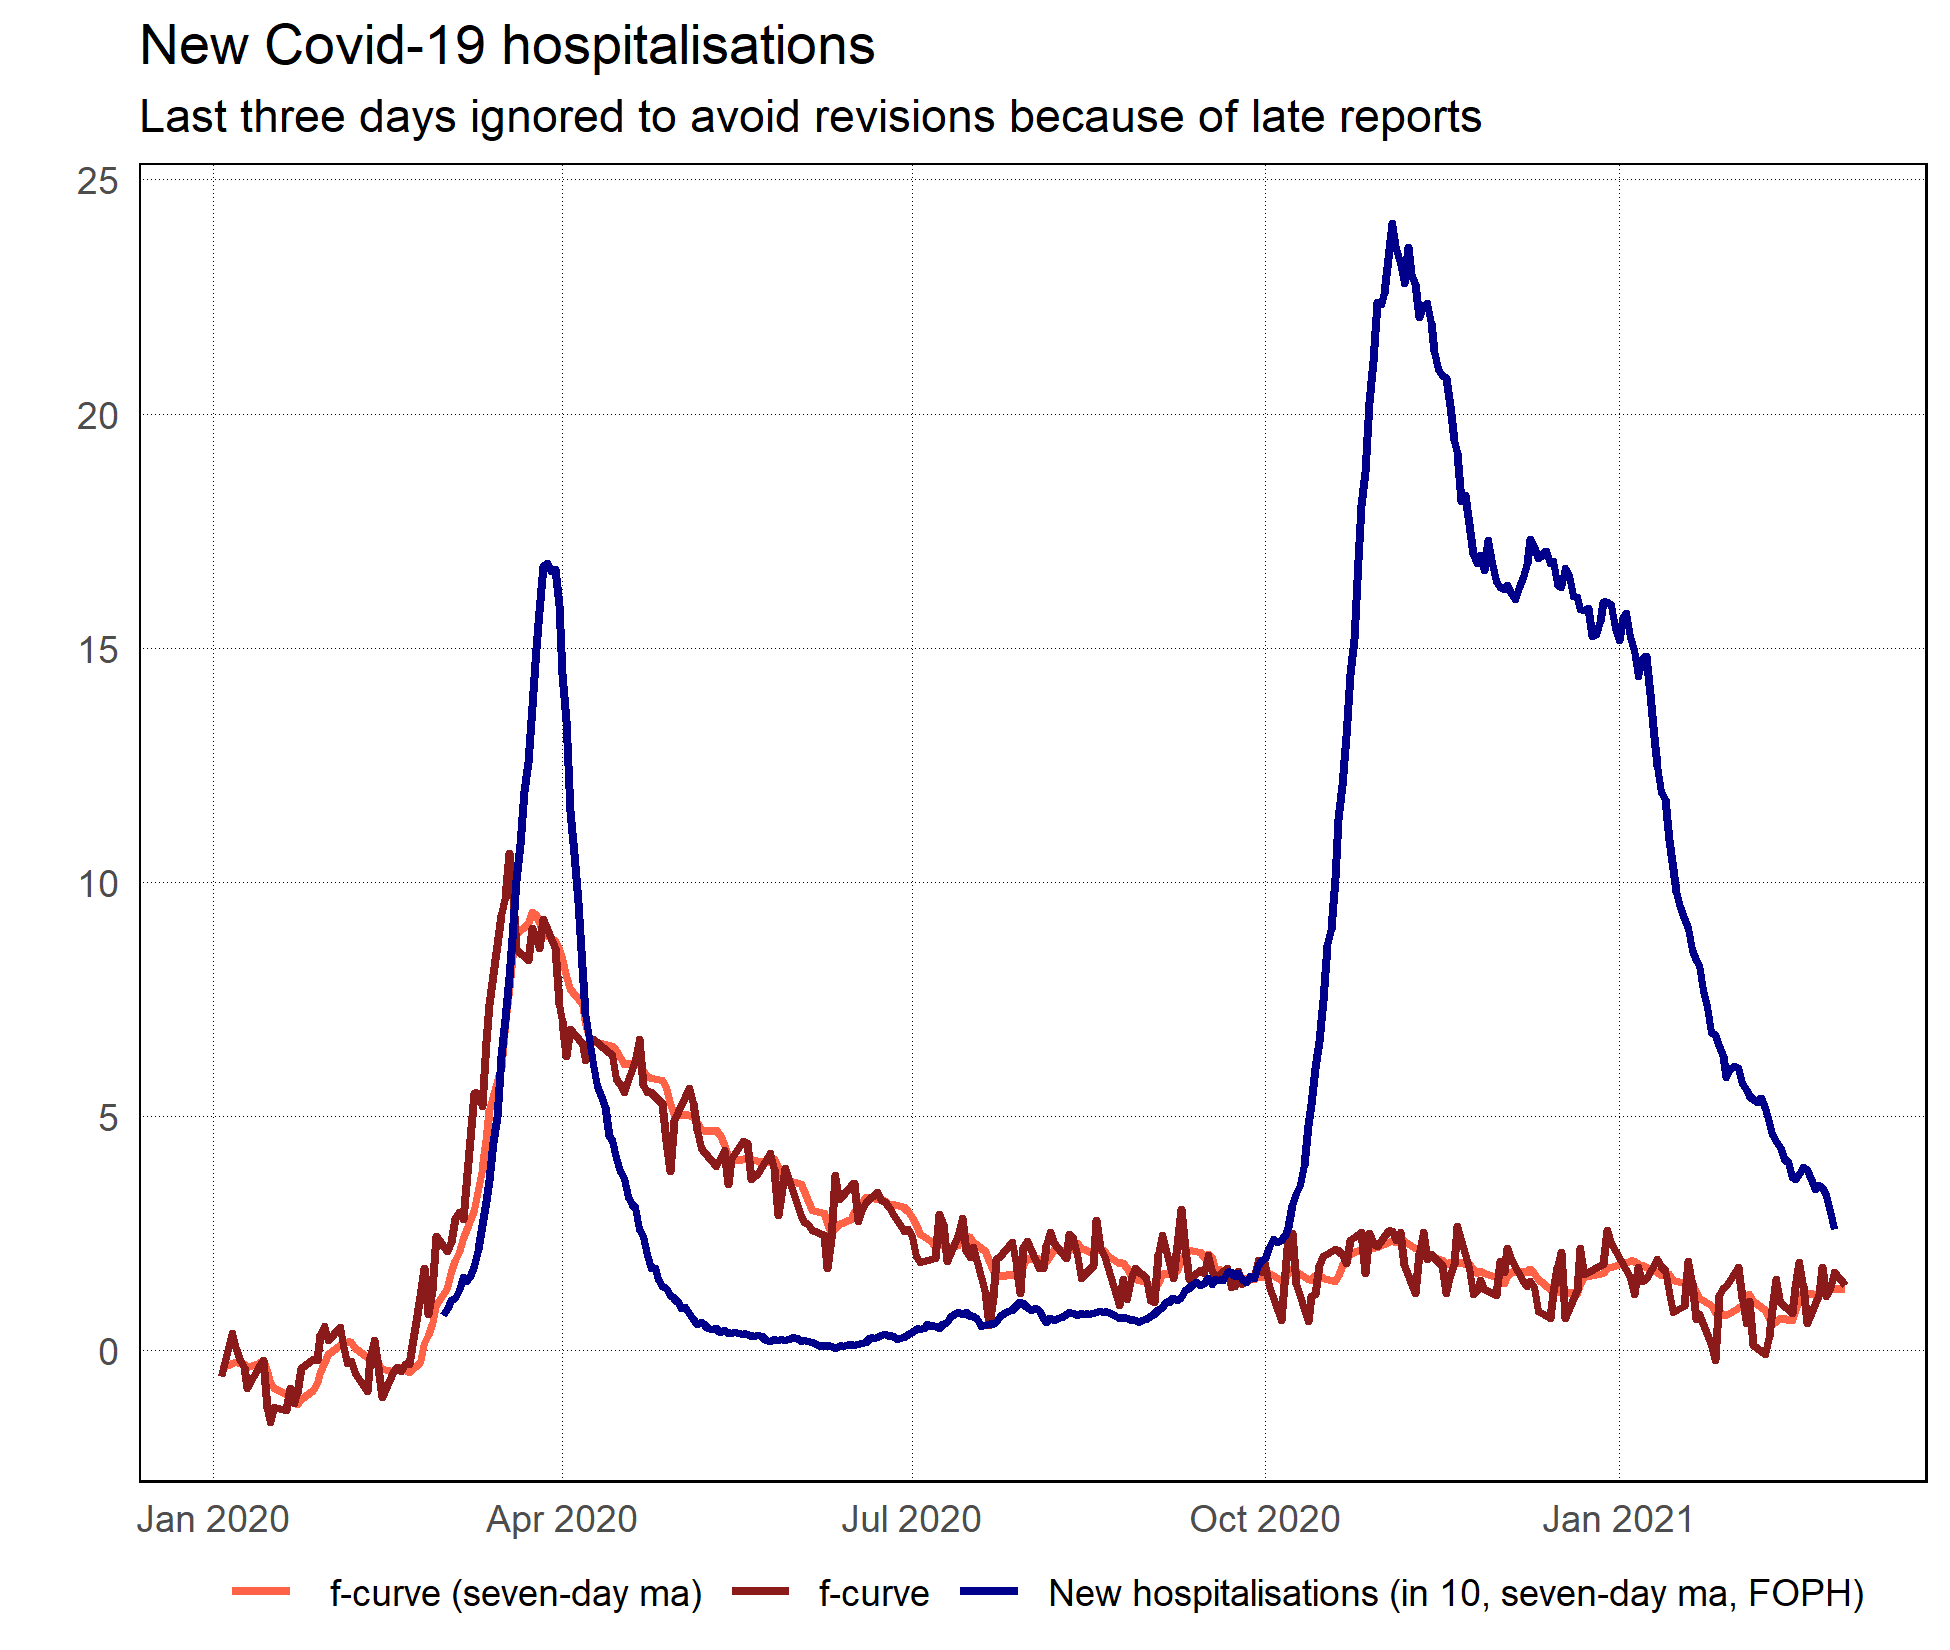 New Covid-19 hospitalisations
Last three days ignored to avoid revisions because of late reports
25
20
15
10
5
0
Jan 2020 Apr 2020 Jul 2020 Oct 2020 Jan 2021
f-curve (seven-day ma) f-curve New hospitalisations (in 10, seven-day ma, FOPH)